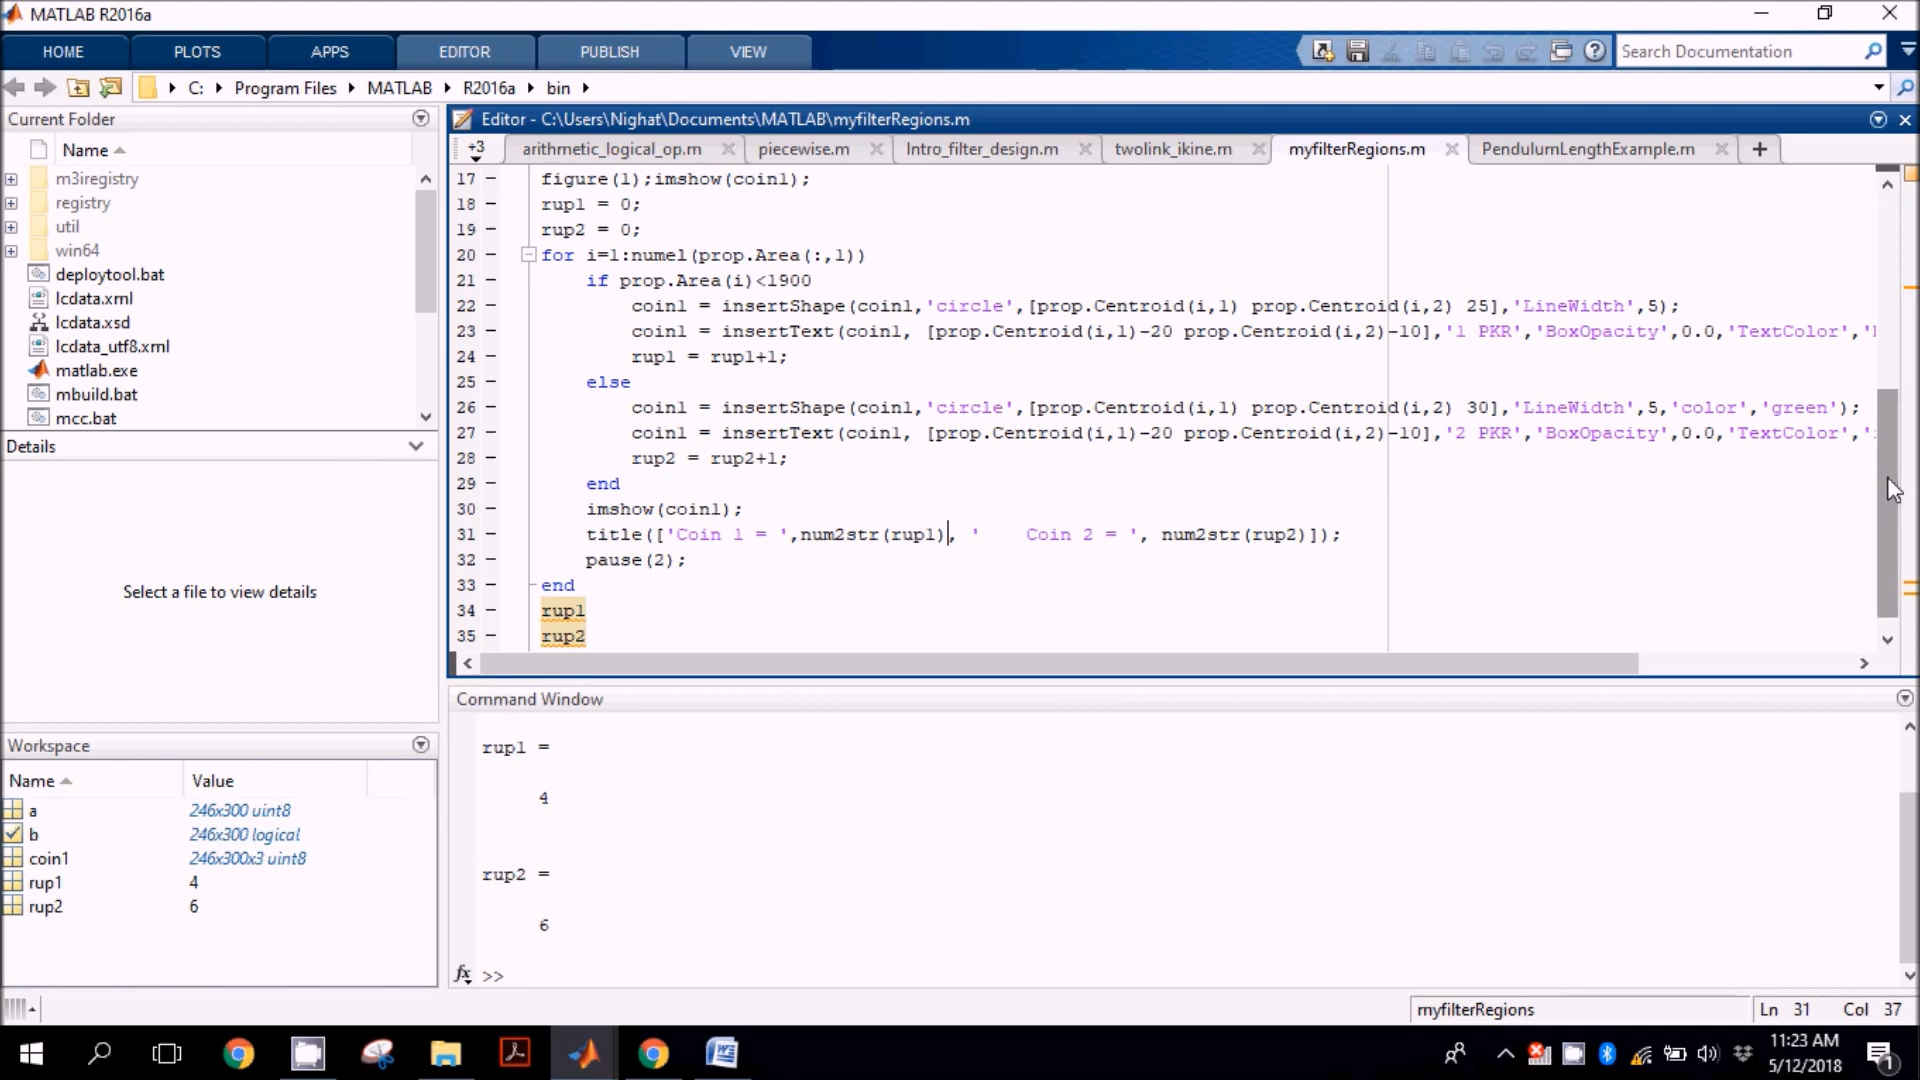 MATLAB R2016a
HOME PLOTS APPS EDITOR PUBLISH VIEW Search Documentation
C: Program Files MATLAB R2016a bin
Current Folder
Name
m3iregistry
registry
util
win64
deploytool.bat
lcdata.xml
lcdata.xsd
lcdata_utf8.xml
matlab.exe
mbuild.bat
mcc.bat
Details
Select a file to view details
Workspace
Name Value
a 246x300 uint8
b 246x300 logical
coin1 246x300x3 uint8
rup1 4
rup2 6
Editor - C:\Users\Nighat\Documents\MATLAB\myfilterRegions.m
+3 arithmetic_logical_op.m piecewise.m Intro_filter_design.m twolink_ikine.m myfilterRegions.m PendulumLengthExample.m
17 - figure(1);imshow(coin1);
18 - rup1 = 0;
19 - rup2 = 0;
20 - for i=1:numel(prop.Area(:,1))
21 - if prop.Area(i)<1900
22 - coin1 = insertShape(coin1,'circle',[prop.Centroid(i,1) prop.Centroid(i,2) 25],'LineWidth',5);
23 - coin1 = insertText(coin1, [prop.Centroid(i,1)-20 prop.Centroid(i,2)-10],'1 PKR','BoxOpacity',0.0,'TextColor','
24 - rup1 = rup1+1;
25 - else
26 - coin1 = insertShape(coin1,'circle',[prop.Centroid(i,1) prop.Centroid(i,2) 30],'LineWidth',5,'color','green');
27 - coin1 = insertText(coin1, [prop.Centroid(i,1)-20 prop.Centroid(i,2)-10],'2 PKR','BoxOpacity',0.0,'TextColor','
28 - rup2 = rup2+1;
29 - end
30 - imshow(coin1);
31 - title(['Coin 1 = ',num2str(rup1), '    Coin 2 = ', num2str(rup2)]);
32 - pause(2);
33 - end
34 - rup1
35 - rup2
Command Window
rup1 =
4
rup2 =
6
fx >>
myfilterRegions Ln 31 Col 37
11:23 AM
5/12/2018
1